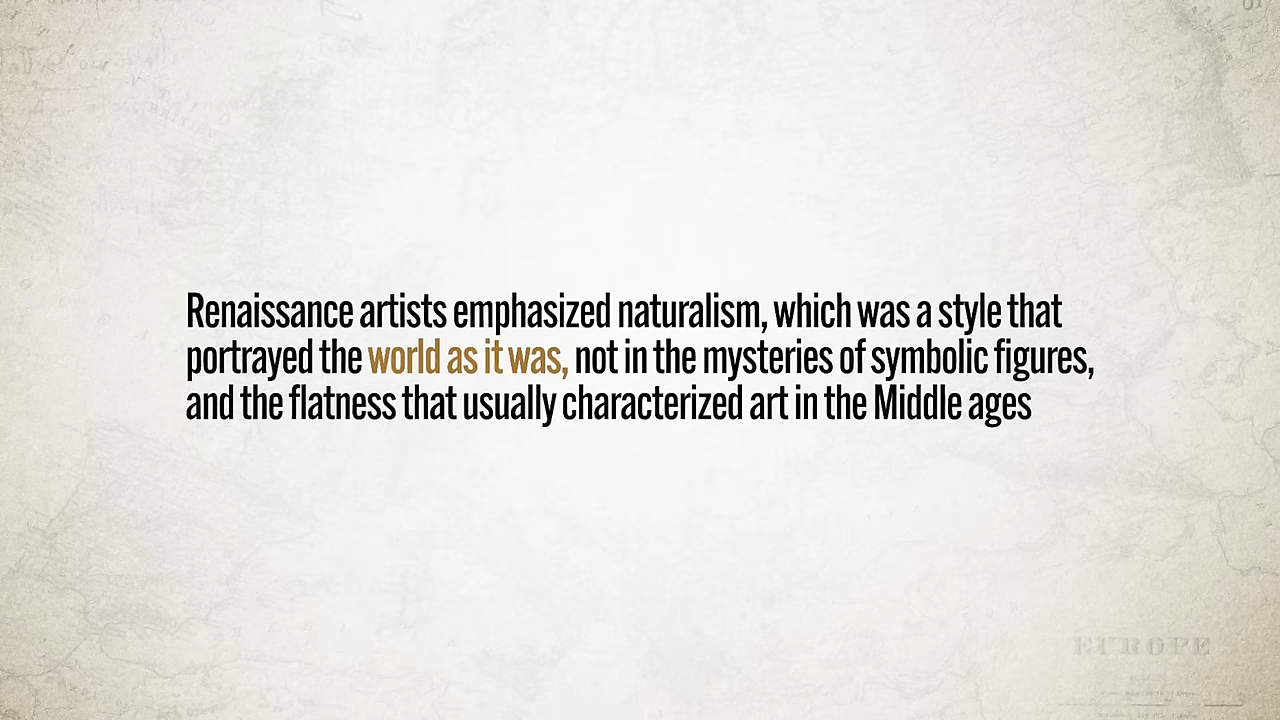 Renaissance artists emphasized naturalism, which was a style that
portrayed the world as it was, not in the mysteries of symbolic figures,
and the flatness that usually characterized art in the Middle ages
EUROPE